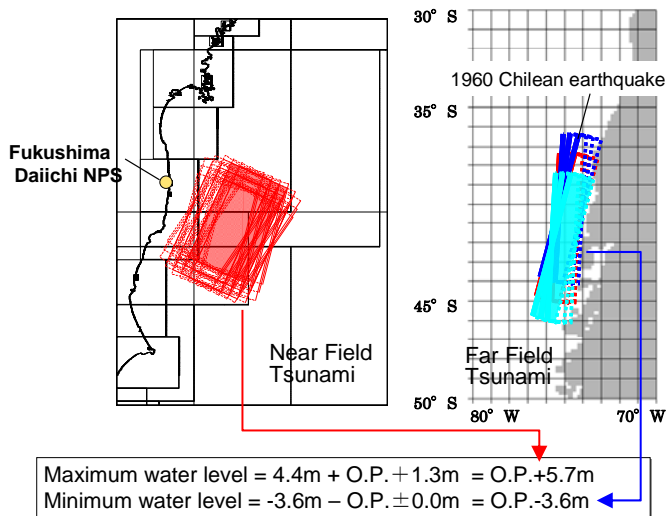 30° S
1960 Chilean earthquake
35° S
Fukushima
Daiichi NPS
45° S
Near Field
Tsunami
Far Field
Tsunami
50° S
80° W
70° W
Maximum water level = 4.4m + O.P.＋1.3m = O.P.+5.7m
Minimum water level = -3.6m – O.P.±0.0m = O.P.-3.6m